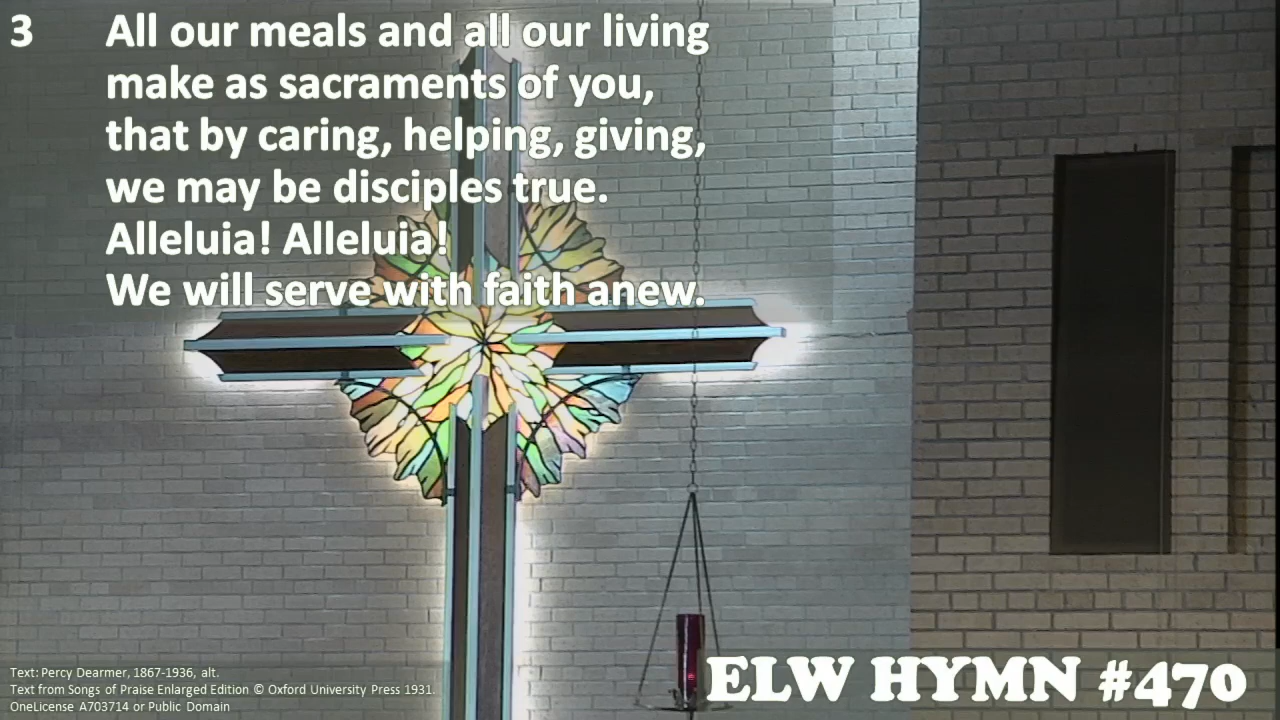 3 All our meals and all our living
make as sacraments of you,
that by caring, helping, giving,
we may be disciples true.
Alleluia! Alleluia!
We will serve with faith anew.
Text: Percy Dearmer, 1867-1936, alt.
Text from Songs of Praise Enlarged Edition © Oxford University Press 1931.
OneLicense A703714 or Public Domain
ELW HYMN #470